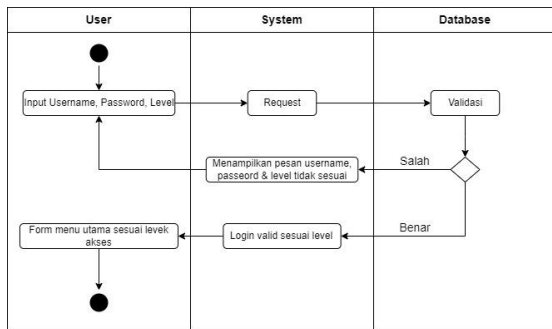 User
System
Database
Input Username, Password, Level
Request
Validasi
Menampilkan pesan username,
passeord & level tidak sesuai
Salah
Form menu utama sesuai levek
akses
Login valid sesuai level
Benar